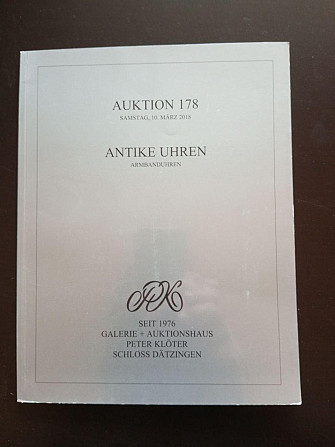 AUKTION 178
SAMSTAG, 10. MÄRZ 2018
ANTIKE UHREN
ARMBANDUHREN
SEIT 1976
GALERIE + AUKTIONSHAUS
PETER KLÖTER
SCHLOSS DÄTZINGEN